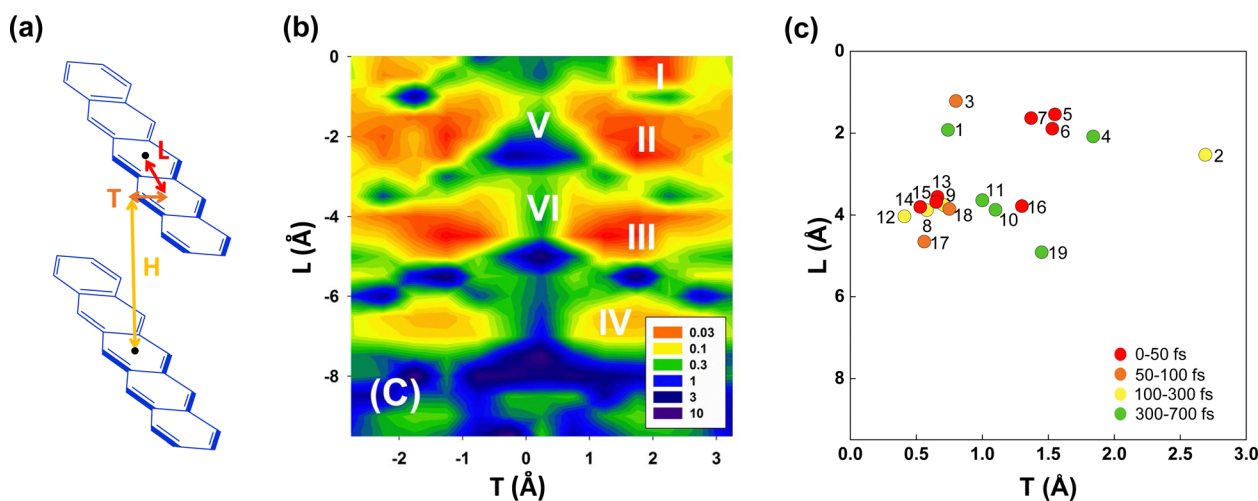 (a)
L
T
H
(b)
L (Å)
0
-2
-4
-6
-8
I
II
V
VI
III
IV
(C)
0.03
0.1
0.3
1
3
10
-2
-1
0
1
2
3
T (Å)
(c)
L (Å)
0
2
4
6
8
3
1
7
5
6
4
2
13
15
9
14
12
8
18
11
10
16
17
19
0-50 fs
50-100 fs
100-300 fs
300-700 fs
0.0
0.5
1.0
1.5
2.0
2.5
3.0
T (Å)